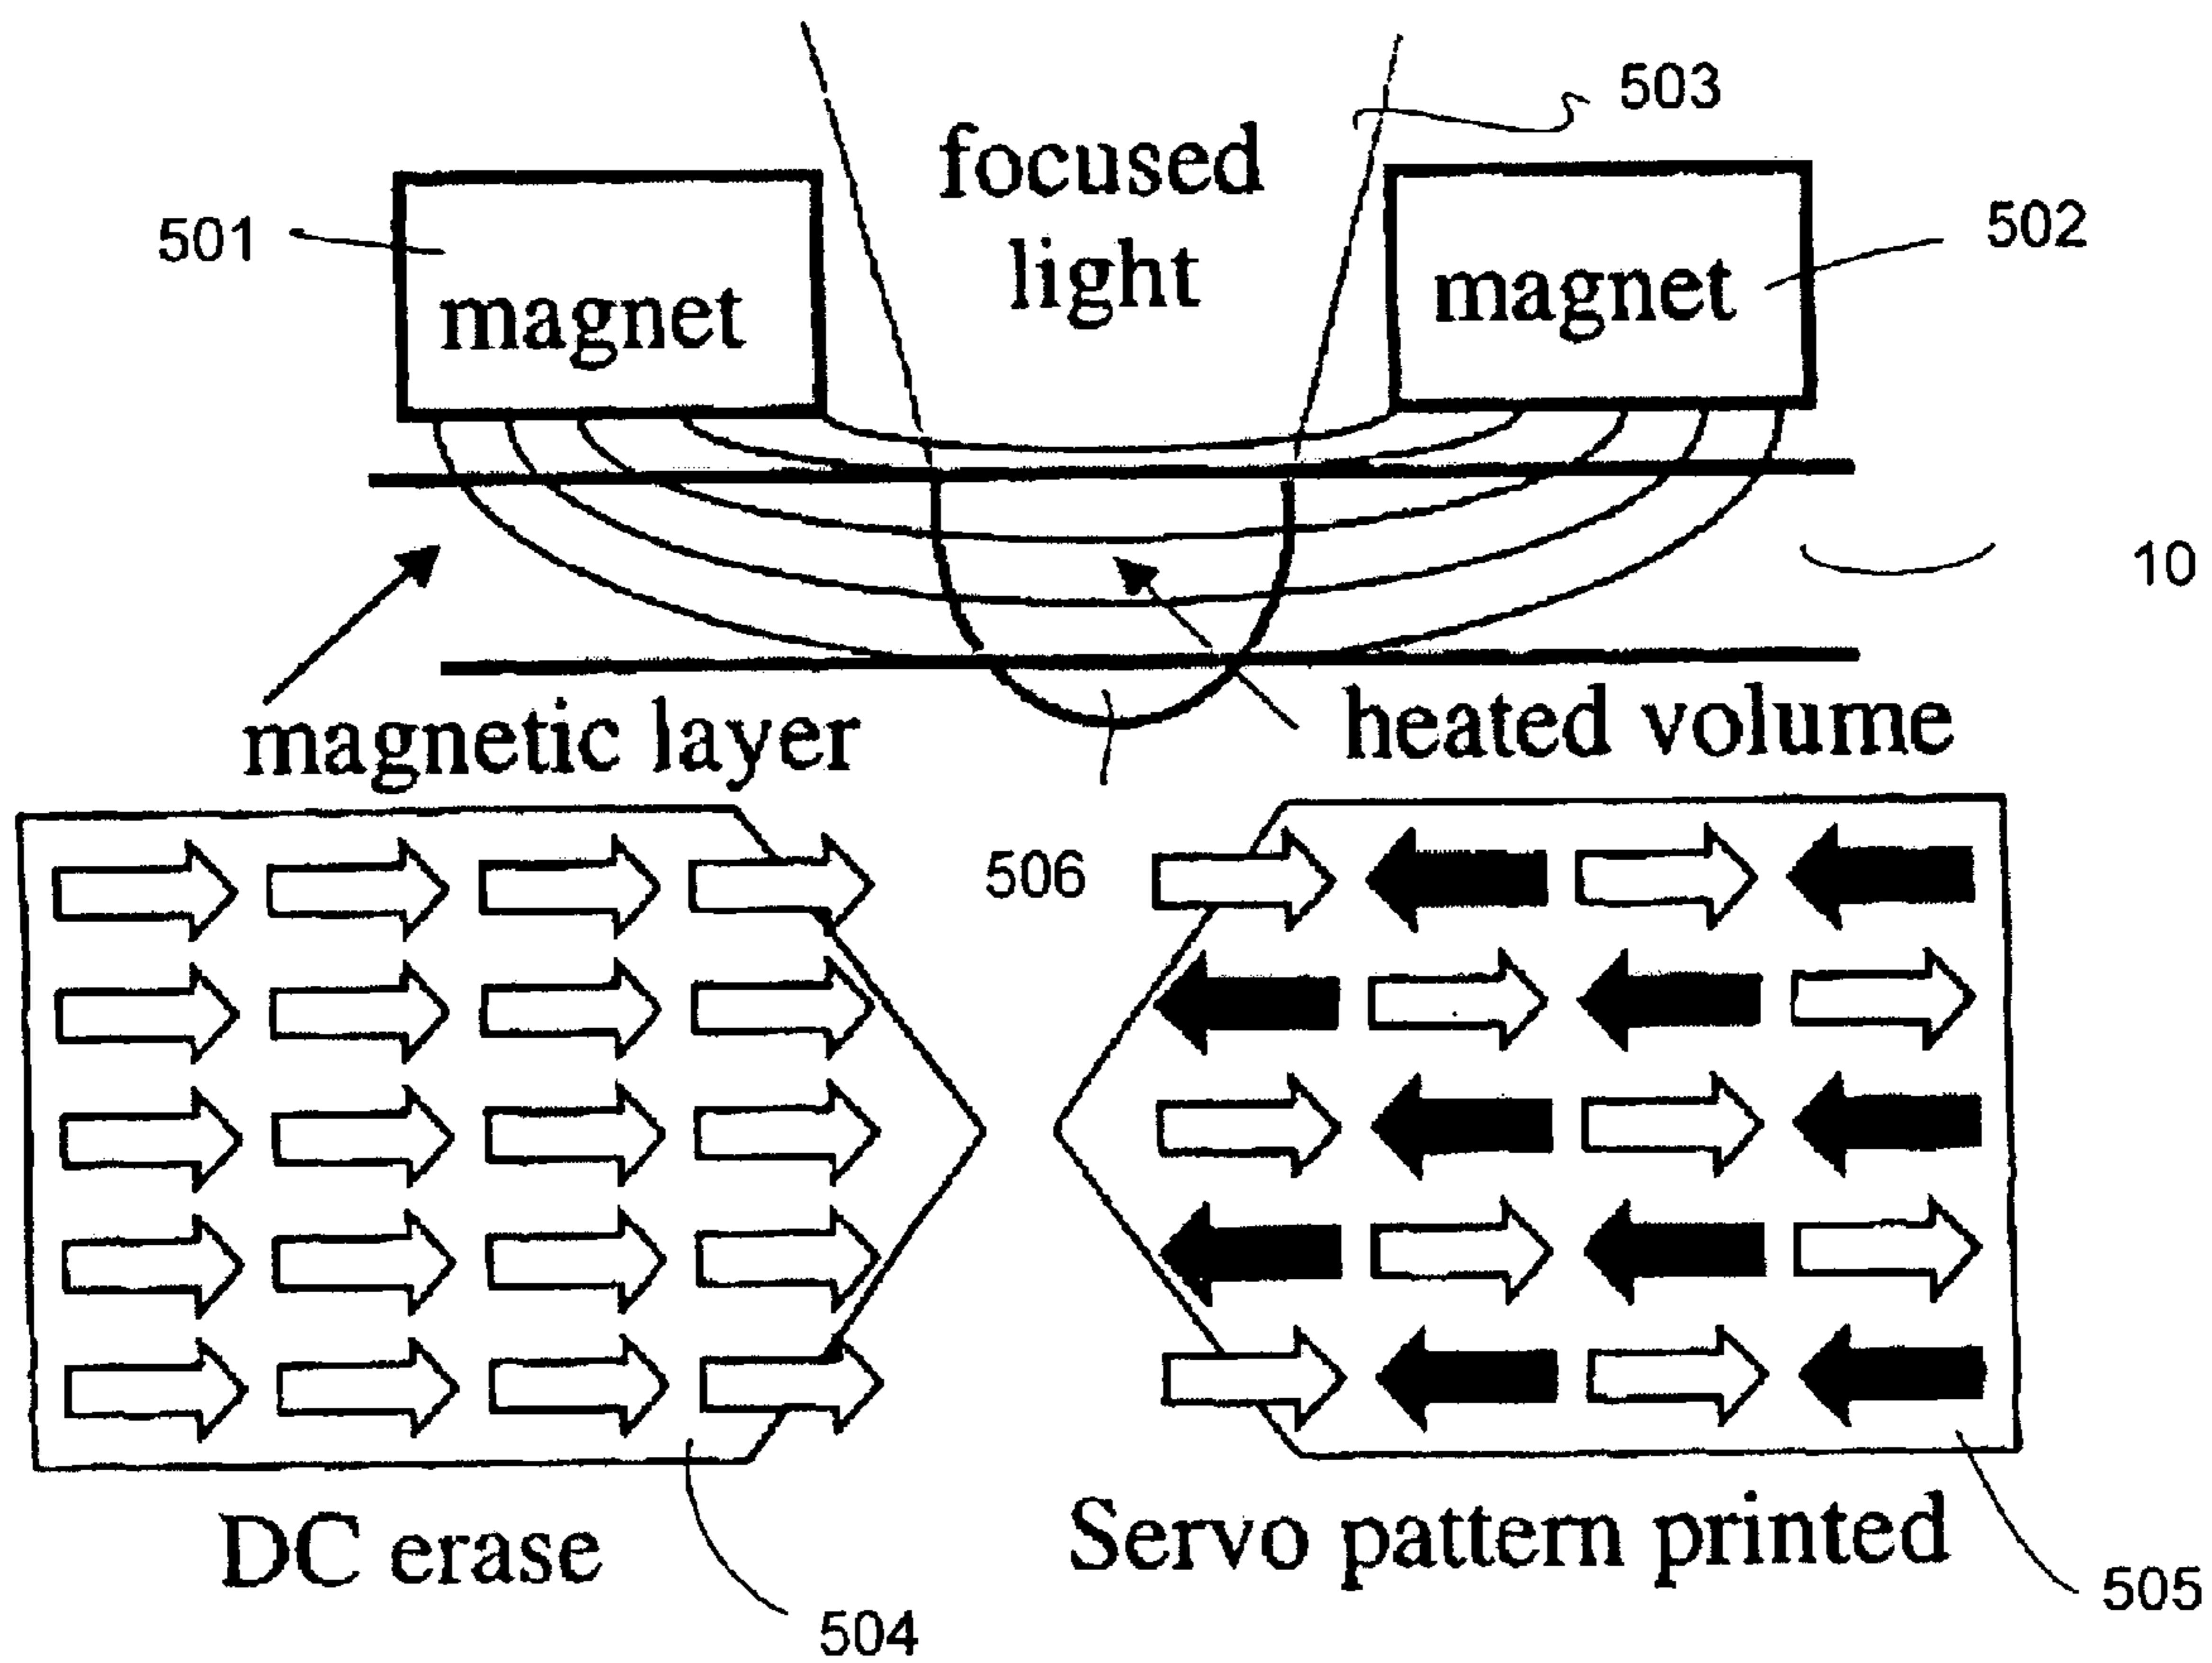 503
focused
light
501
magnet
502
magnet
10
magnetic layer
heated volume
506
DC erase
504
Servo pattern printed
505